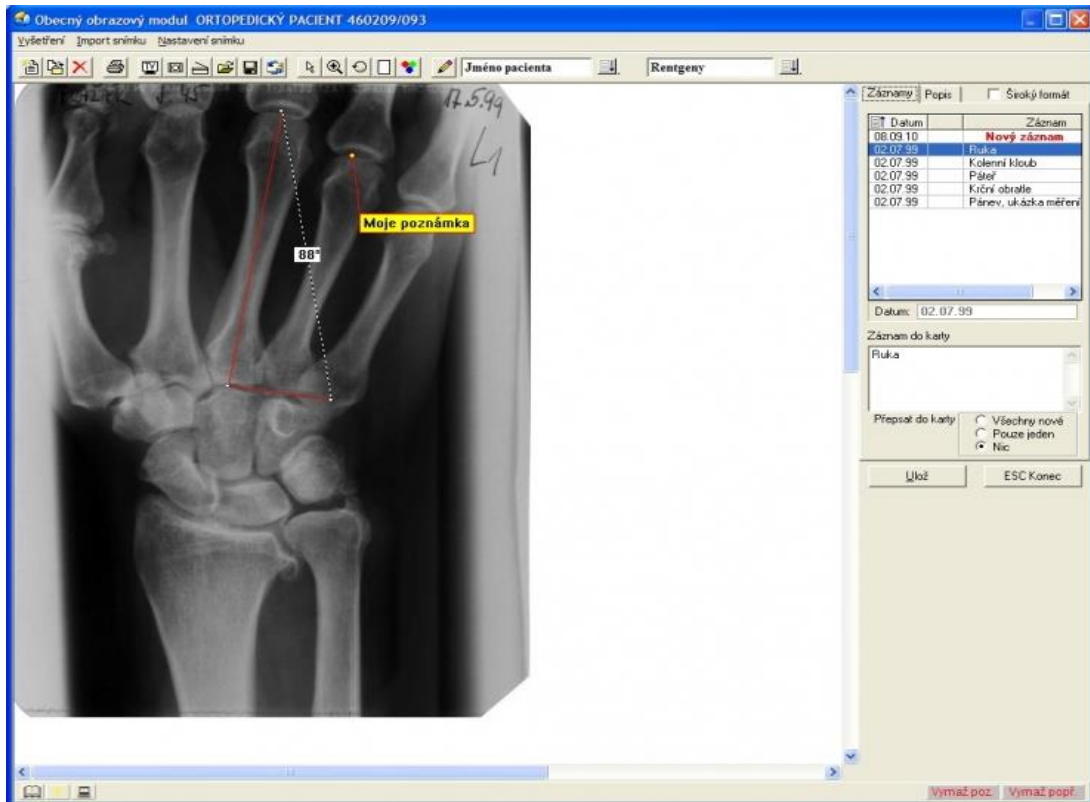 Obecný obrazový modul ORTOPEDICKÝ PACIENT 460209/093
Vyšetření Import snímku Nastavení snímku
Jméno pacienta
Rentgeny
17.5.99
L1
Moje poznámka
88°
Záznamy Popis Široký formát
Datum Záznam
08.09.10 Nový záznam
02.07.99 Ruka
02.07.99 Kolenní kloub
02.07.99 Páteř
02.07.99 Krční obratle
02.07.99 Pánev, ukázka měření
Datum: 02.07.99
Záznam do karty
Ruka
Přepsat do karty
Všechny nové
Pouze jeden
Nic
Ulož ESC Konec
Vymaž poz. Vymaž popř.